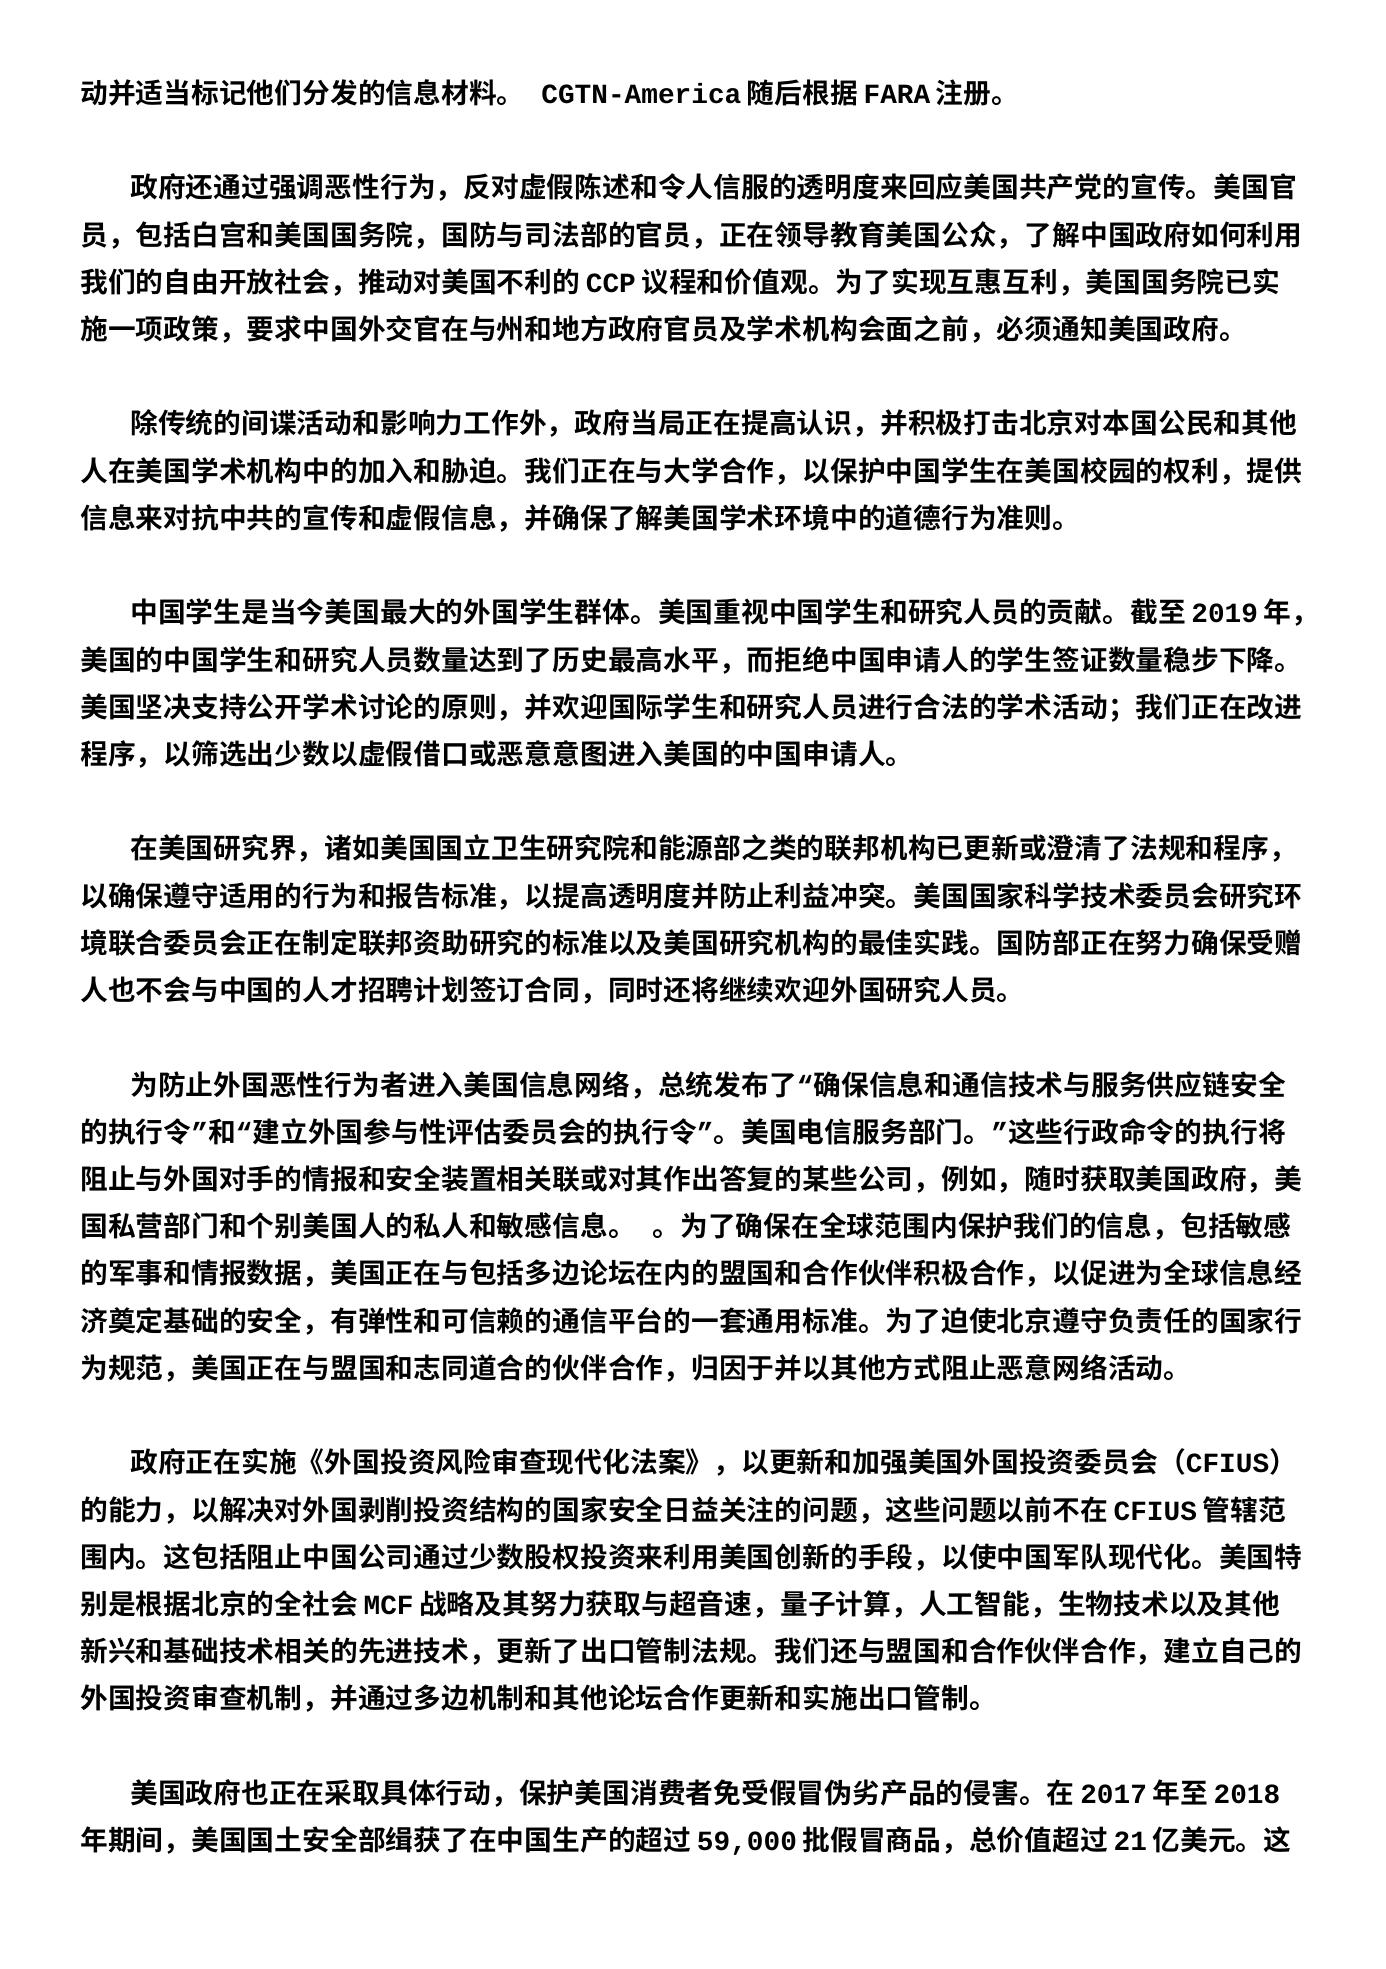 动并适当标记他们分发的信息材料。 CGTN-America 随后根据 FARA 注册。
政府还通过强调恶性行为，反对虚假陈述和令人信服的透明度来回应美国共产党的宣传。美国官
员，包括白宫和美国国务院，国防与司法部的官员，正在领导教育美国公众，了解中国政府如何利用
我们的自由开放社会，推动对美国不利的 CCP 议程和价值观。为了实现互惠互利，美国国务院已实
施一项政策，要求中国外交官在与州和地方政府官员及学术机构会面之前，必须通知美国政府。
除传统的间谍活动和影响力工作外，政府当局正在提高认识，并积极打击北京对本国公民和其他
人在美国学术机构中的加入和胁迫。我们正在与大学合作，以保护中国学生在美国校园的权利，提供
信息来对抗中共的宣传和虚假信息，并确保了解美国学术环境中的道德行为准则。
中国学生是当今美国最大的外国学生群体。美国重视中国学生和研究人员的贡献。截至 2019 年，
美国的中国学生和研究人员数量达到了历史最高水平，而拒绝中国申请人的学生签证数量稳步下降。
美国坚决支持公开学术讨论的原则，并欢迎国际学生和研究人员进行合法的学术活动；我们正在改进
程序，以筛选出少数以虚假借口或恶意意图进入美国的中国申请人。
在美国研究界，诸如美国国立卫生研究院和能源部之类的联邦机构已更新或澄清了法规和程序，
以确保遵守适用的行为和报告标准，以提高透明度并防止利益冲突。美国国家科学技术委员会研究环
境联合委员会正在制定联邦资助研究的标准以及美国研究机构的最佳实践。国防部正在努力确保受赠
人也不会与中国的人才招聘计划签订合同，同时还将继续欢迎外国研究人员。
为防止外国恶性行为者进入美国信息网络，总统发布了“确保信息和通信技术与服务供应链安全
的执行令”和“建立外国参与性评估委员会的执行令”。美国电信服务部门。”这些行政命令的执行将
阻止与外国对手的情报和安全装置相关联或对其作出答复的某些公司，例如，随时获取美国政府，美
国私营部门和个别美国人的私人和敏感信息。 。为了确保在全球范围内保护我们的信息，包括敏感
的军事和情报数据，美国正在与包括多边论坛在内的盟国和合作伙伴积极合作，以促进为全球信息经
济奠定基础的安全，有弹性和可信赖的通信平台的一套通用标准。为了迫使北京遵守负责任的国家行
为规范，美国正在与盟国和志同道合的伙伴合作，归因于并以其他方式阻止恶意网络活动。
政府正在实施《外国投资风险审查现代化法案》，以更新和加强美国外国投资委员会（CFIUS）
的能力，以解决对外国剥削投资结构的国家安全日益关注的问题，这些问题以前不在 CFIUS 管辖范
围内。这包括阻止中国公司通过少数股权投资来利用美国创新的手段，以使中国军队现代化。美国特
别是根据北京的全社会 MCF 战略及其努力获取与超音速，量子计算，人工智能，生物技术以及其他
新兴和基础技术相关的先进技术，更新了出口管制法规。我们还与盟国和合作伙伴合作，建立自己的
外国投资审查机制，并通过多边机制和其他论坛合作更新和实施出口管制。
美国政府也正在采取具体行动，保护美国消费者免受假冒伪劣产品的侵害。在 2017 年至 2018
年期间，美国国土安全部缉获了在中国生产的超过 59,000 批假冒商品，总价值超过 21 亿美元。这